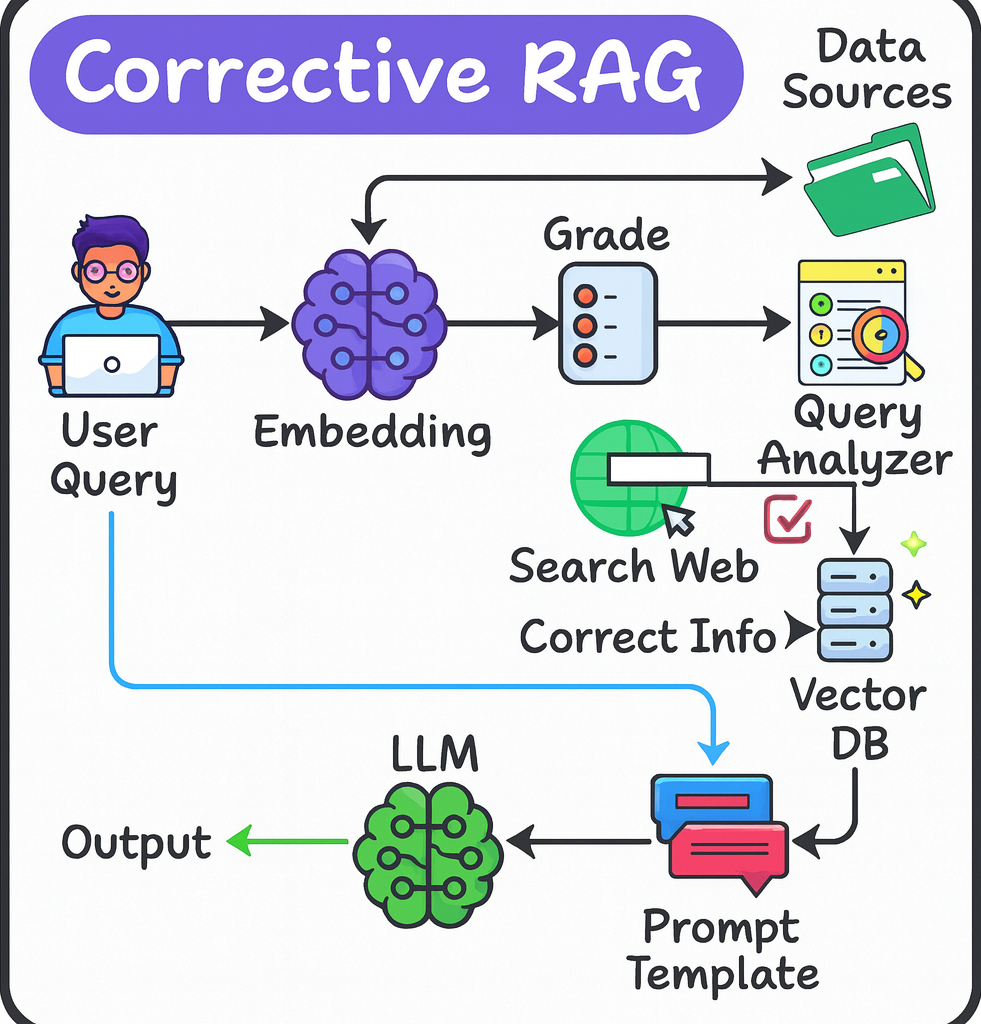 Corrective RAG
Data
Sources
Grade
User
Query
Embedding
Query
Analyzer
Search Web
Correct Info
Vector
DB
LLM
Output
Prompt
Template